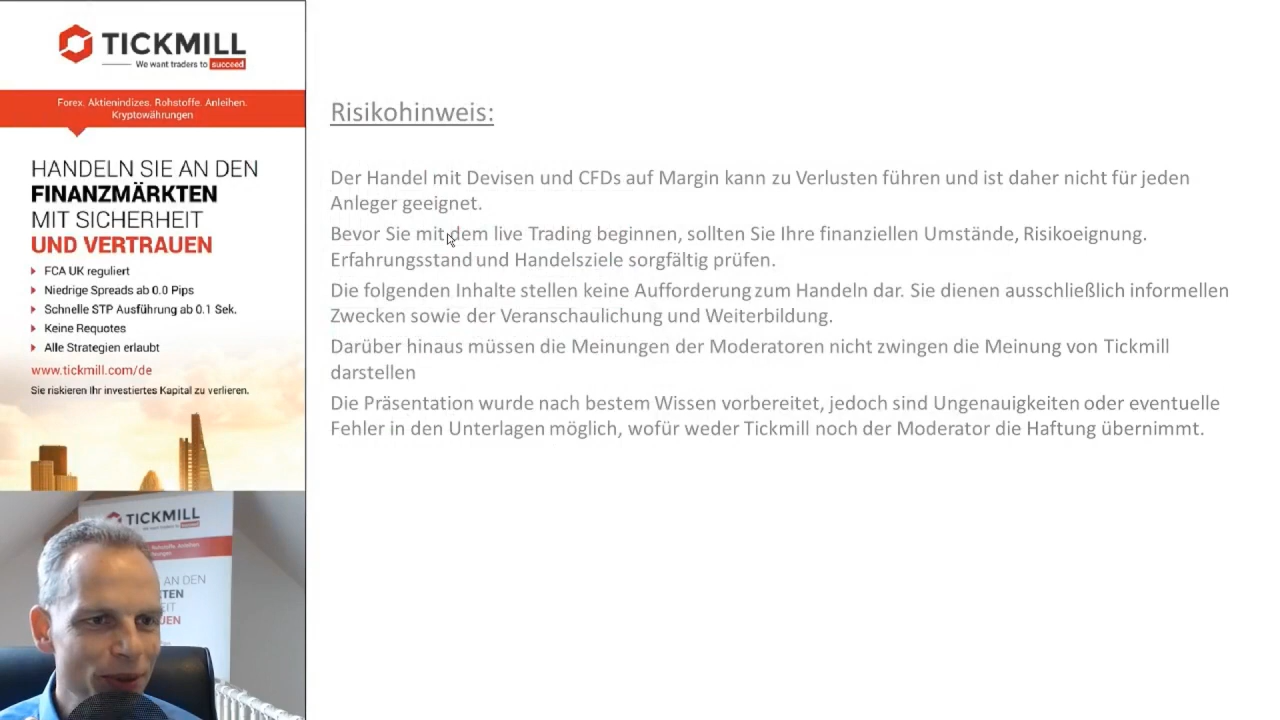 TICKMILL
We want traders to succeed
Forex. Aktienindizes. Rohstoffe. Anleihen.
Kryptowährungen
HANDELN SIE AN DEN
FINANZMÄRKTEN
MIT SICHERHEIT
UND VERTRAUEN
FCA UK reguliert
Niedrige Spreads ab 0.0 Pips
Schnelle STP Ausführung ab 0.1 Sek.
Keine Requotes
Alle Strategien erlaubt
www.tickmill.com/de
Sie riskieren Ihr investiertes Kapital zu verlieren.
Risikohinweis:
Der Handel mit Devisen und CFDs auf Margin kann zu Verlusten führen und ist daher nicht für jeden
Anleger geeignet.
Bevor Sie mit dem live Trading beginnen, sollten Sie Ihre finanziellen Umstände, Risikoeignung.
Erfahrungsstand und Handelsziele sorgfältig prüfen.
Die folgenden Inhalte stellen keine Aufforderung zum Handeln dar. Sie dienen ausschließlich informellen
Zwecken sowie der Veranschaulichung und Weiterbildung.
Darüber hinaus müssen die Meinungen der Moderatoren nicht zwingen die Meinung von Tickmill
darstellen
Die Präsentation wurde nach bestem Wissen vorbereitet, jedoch sind Ungenauigkeiten oder eventuelle
Fehler in den Unterlagen möglich, wofür weder Tickmill noch der Moderator die Haftung übernimmt.
TICKMILL
AN DEN
KTEN
EIT
UEN